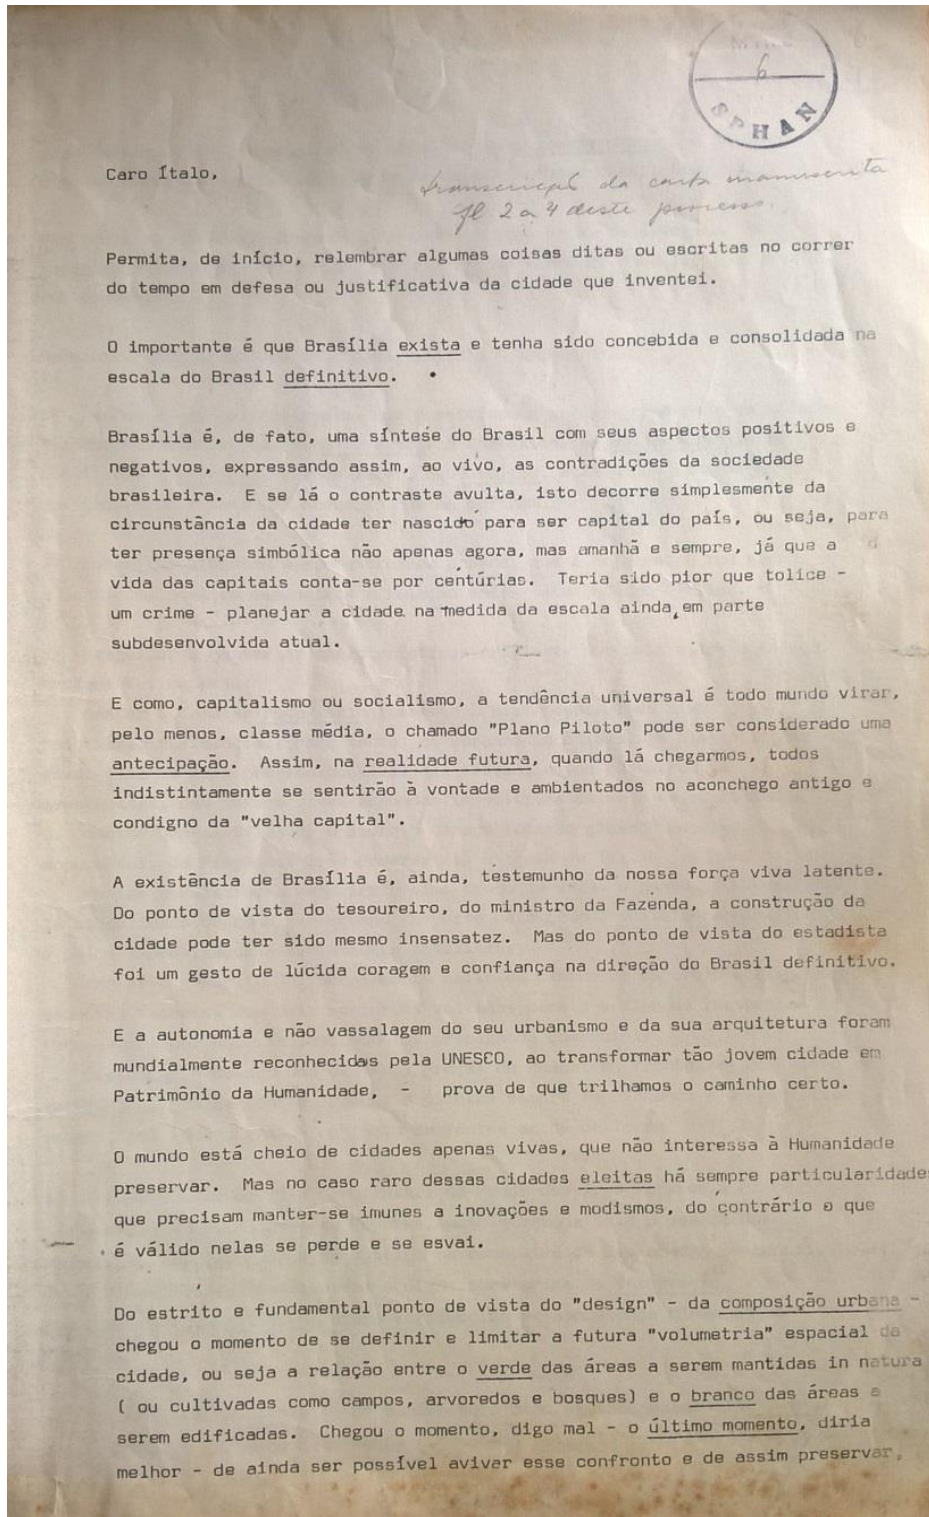 6
SPHAN
Caro Ítalo,
transcrição da carta manuscrita
fl 2 a 4 deste processo.
Permita, de início, relembrar algumas coisas ditas ou escritas no correr
do tempo em defesa ou justificativa da cidade que inventei.
O importante é que Brasília exista e tenha sido concebida e consolidada na
escala do Brasil definitivo.
Brasília é, de fato, uma síntese do Brasil com seus aspectos positivos e
negativos, expressando assim, ao vivo, as contradições da sociedade
brasileira. E se lá o contraste avulta, isto decorre simplesmente da
circunstância da cidade ter nascido para ser capital do país, ou seja, para
ter presença simbólica não apenas agora, mas amanhã e sempre, já que a
vida das capitais conta-se por centúrias. Teria sido pior que tolice -
um crime - planejar a cidade na medida da escala ainda, em parte
subdesenvolvida atual.
E como, capitalismo ou socialismo, a tendência universal é todo mundo virar,
pelo menos, classe média, o chamado "Plano Piloto" pode ser considerado uma
antecipação. Assim, na realidade futura, quando lá chegarmos, todos
indistintamente se sentirão à vontade e ambientados no aconchego antigo e
condigno da "velha capital".
A existência de Brasília é, ainda, testemunho da nossa força viva latente.
Do ponto de vista do tesoureiro, do ministro da Fazenda, a construção da
cidade pode ter sido mesmo insensatez. Mas do ponto de vista do estadista
foi um gesto de lúcida coragem e confiança na direção do Brasil definitivo.
E a autonomia e não vassalagem do seu urbanismo e da sua arquitetura foram
mundialmente reconhecidas pela UNESCO, ao transformar tão jovem cidade em
Patrimônio da Humanidade, - prova de que trilhamos o caminho certo.
O mundo está cheio de cidades apenas vivas, que não interessa à Humanidade
preservar. Mas no caso raro dessas cidades eleitas há sempre particularidade
que precisam manter-se imunes a inovações e modismos, do contrário o que
é válido nelas se perde e se esvai.
Do estrito e fundamental ponto de vista do "design" - da composição urbana -
chegou o momento de se definir e limitar a futura "volumetria" espacial da
cidade, ou seja a relação entre o verde das áreas a serem mantidas in natura
( ou cultivadas como campos, arvoredos e bosques) e o branco das áreas a
serem edificadas. Chegou o momento, digo mal - o último momento, diria
melhor - de ainda ser possível avivar esse confronto e de assim preservar,